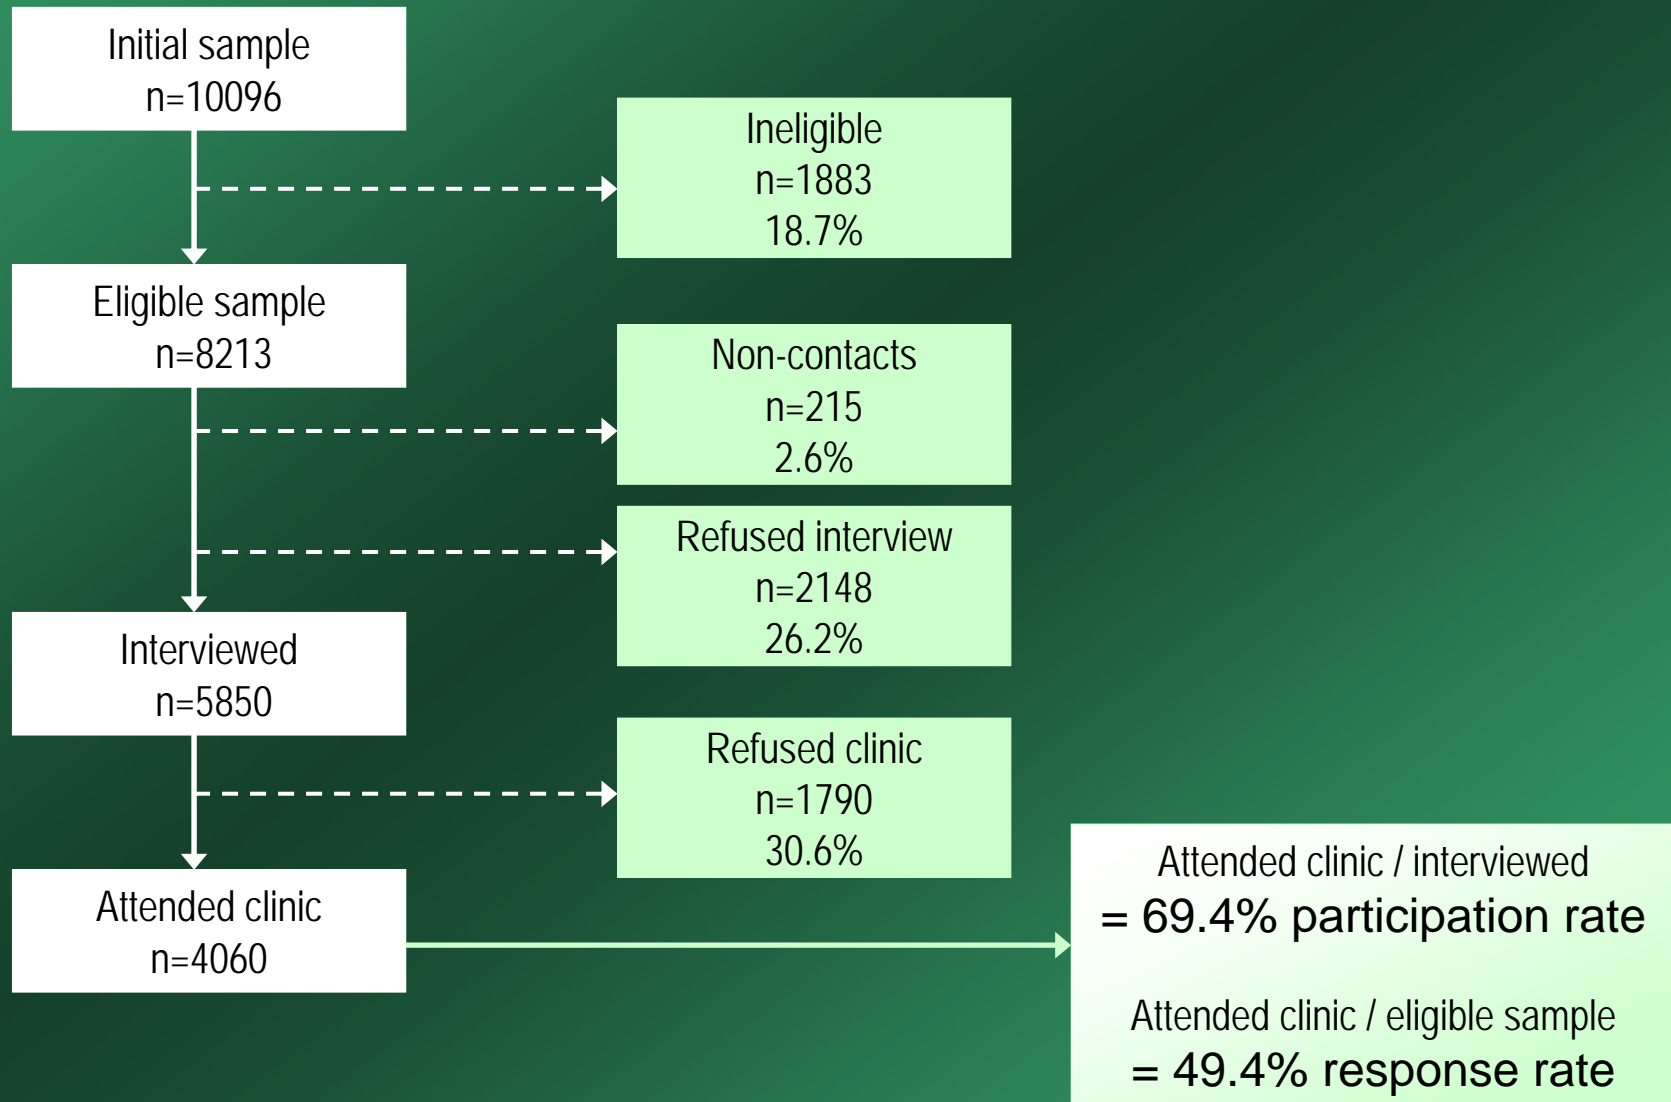 Initial sample
n=10096
Ineligible
n=1883
18.7%
Eligible sample
n=8213
Non-contacts
n=215
2.6%
Refused interview
n=2148
26.2%
Interviewed
n=5850
Refused clinic
n=1790
30.6%
Attended clinic
n=4060
Attended clinic / interviewed
= 69.4% participation rate
Attended clinic / eligible sample
= 49.4% response rate